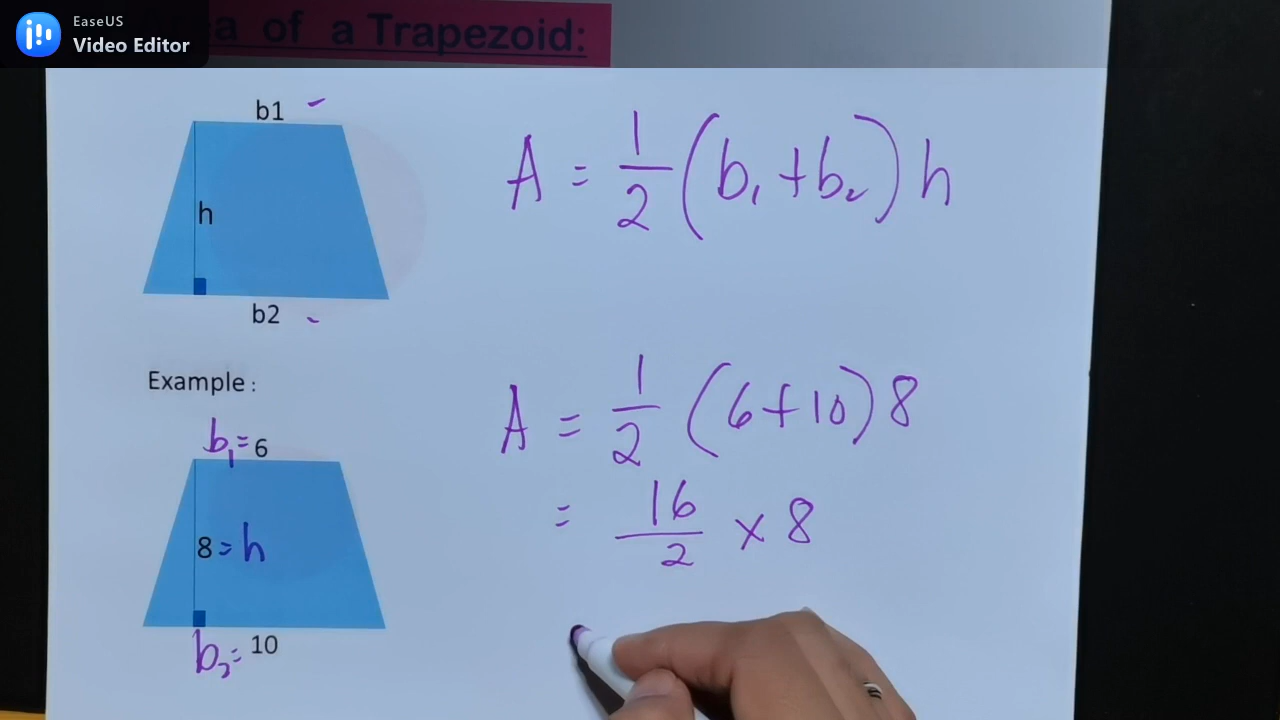 EaseUS
Video Editor
Area of a Trapezoid:
b1
h
b2
A = 1/2 (b₁ + b₂) h
Example :
b₁ = 6
8 = h
b₂ = 10
A = 1/2 (6 + 10) 8
= 16/2 × 8